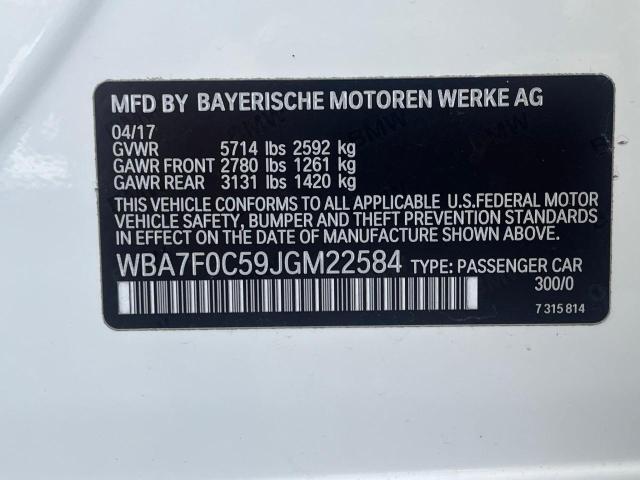 MFD BY BAYERISCHE MOTOREN WERKE AG
04/17
GVWR 5714 lbs 2592 kg
GAWR FRONT 2780 lbs 1261 kg
GAWR REAR 3131 lbs 1420 kg
THIS VEHICLE CONFORMS TO ALL APPLICABLE U.S.FEDERAL MOTOR
VEHICLE SAFETY, BUMPER AND THEFT PREVENTION STANDARDS
IN EFFECT ON THE DATE OF MANUFACTURE SHOWN ABOVE.
WBA7F0C59JGM22584 TYPE: PASSENGER CAR
300/0
7 315 814